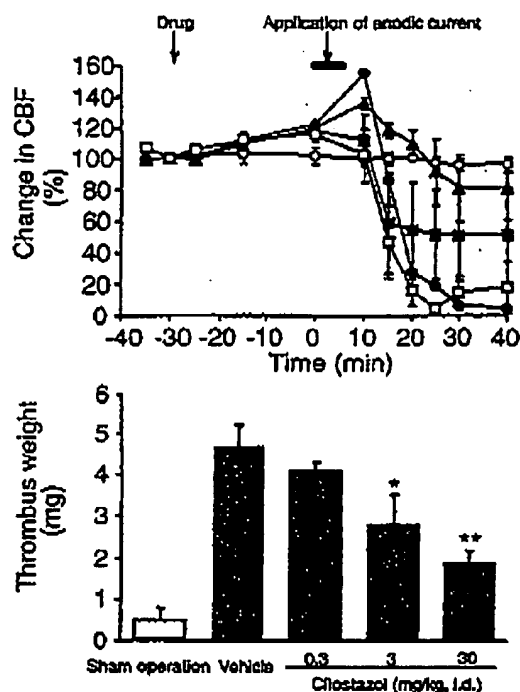 Drug Application of anodic current
Change in CBF
(%)
160
140
120
100
80
60
40
20
0
-40 -30 -20 -10 0 10 20 30 40
Time (min)
Thrombus weight
(mg)
6
5
4
3
2
1
0
*
**
Sham operation Vehicle 0.3 3 30
Cilostazol (mg/kg, i.d.)